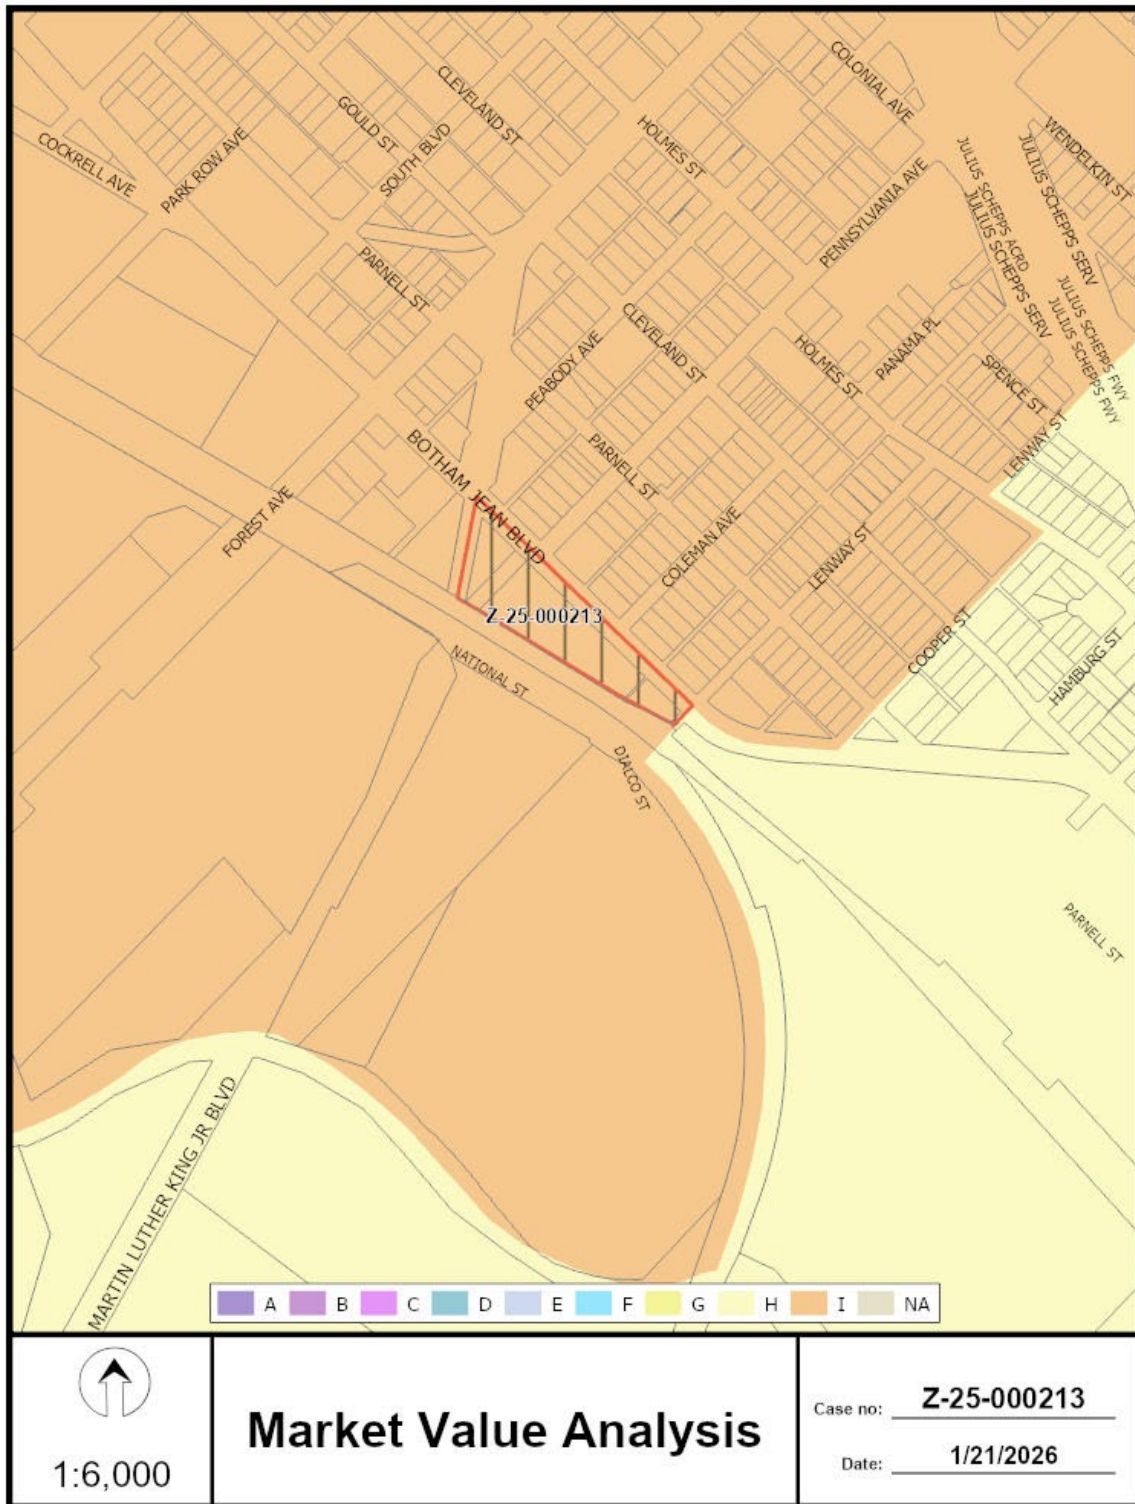 COLONIAL AVE
CLEVELAND ST
GOULD ST
SOUTH BLVD
HOLMES ST
WENDELKIN ST
COCKRELL AVE
PARK ROW AVE
JULIUS SCHEPPS ACRD
JULIUS SCHEPPS SERV
JULIUS SCHEPPS SERV
PENNSYLVANIA AVE
PARNELL ST
JULIUS SCHEPPS FWY
JULIUS SCHEPPS FWY
CLEVELAND ST
PEABODY AVE
HOLMES ST
PANAMA PL
SPENCE ST
LENWAY ST
BOTHAM JEAN BLVD
PARNELL ST
FOREST AVE
COLEMAN AVE
LENWAY ST
Z-25-000213
COOPER ST
HAMBURG ST
NATIONAL ST
DIALCO ST
PARNELL ST
MARTIN LUTHER KING JR BLVD
A B C D E F G H I NA
1:6,000
Market Value Analysis
Case no: Z-25-000213
Date: 1/21/2026